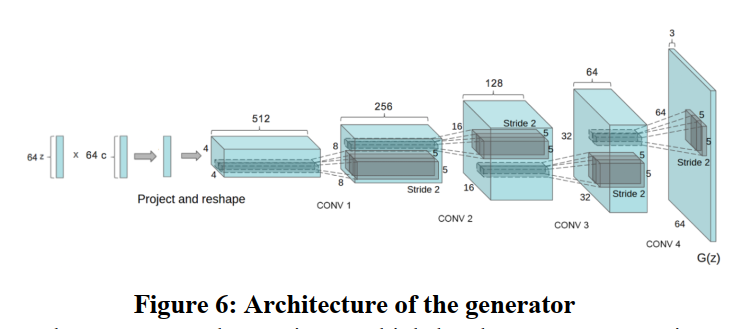 3
64
128
256
512
64
5
5
Stride 2
16
Stride 2
5
5
32
4
8
5
5
64 z
x
64 c
4
8
Stride 2
16
5
5
Stride 2
32
Project and reshape
CONV 1
CONV 2
CONV 3
64
CONV 4
G(z)
Figure 6: Architecture of the generator